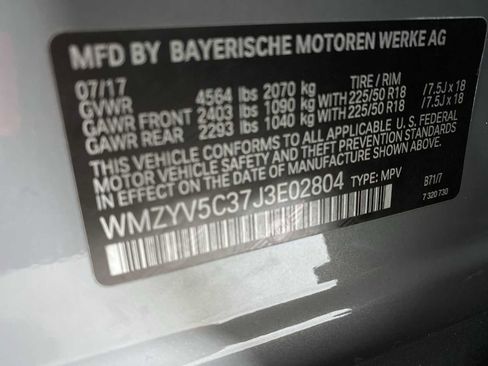 MFD BY BAYERISCHE MOTOREN WERKE AG
07/17 TIRE / RIM
GVWR 4564 lbs 2070 kg
GAWR FRONT 2403 lbs 1090 kg WITH 225/50 R18 / 7.5J x 18
GAWR REAR 2293 lbs 1040 kg WITH 225/50 R18 / 7.5J x 18
THIS VEHICLE CONFORMS TO ALL APPLICABLE U. S. FEDERAL
MOTOR VEHICLE SAFETY AND THEFT PREVENTION STANDARDS
IN EFFECT ON THE DATE OF MANUFACTURE SHOWN ABOVE.
WMZYV5C37J3E02804 TYPE: MPV B71/7
7 320 730